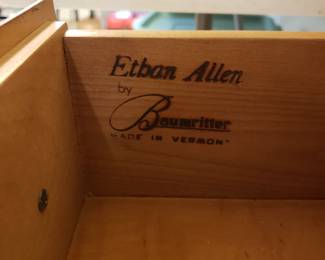 Ethan Allen
by
Baumritter
MADE IN VERMONT